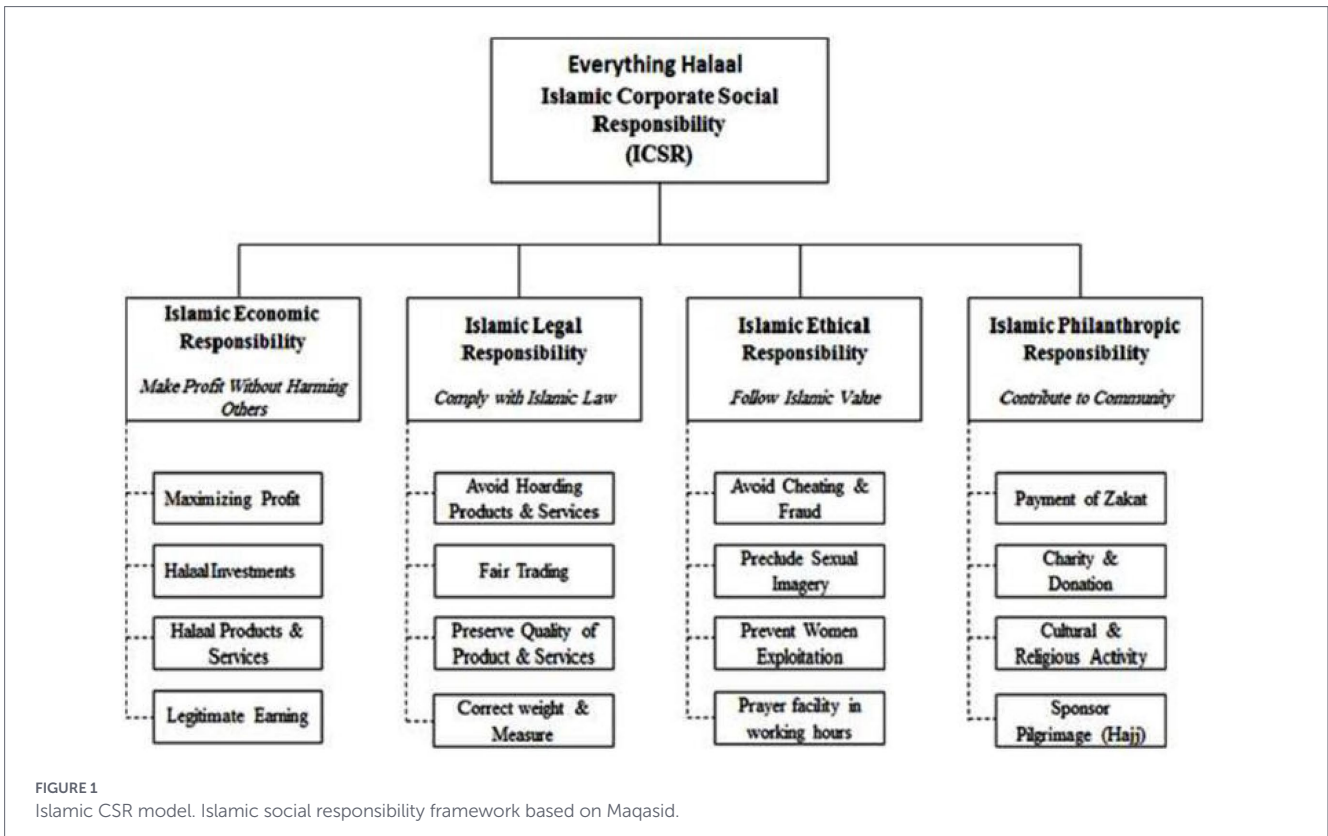 Everything Halaal
Islamic Corporate Social
Responsibility
(ICSR)
Islamic Economic
Responsibility
Make Profit Without Harming
Others
Islamic Legal
Responsibility
Comply with Islamic Law
Islamic Ethical
Responsibility
Follow Islamic Value
Islamic Philanthropic
Responsibility
Contribute to Community
Maximizing Profit
Halaal Investments
Halaal Products &
Services
Legitimate Earning
Avoid Hoarding
Products & Services
Fair Trading
Preserve Quality of
Product & Services
Correct weight &
Measure
Avoid Cheating &
Fraud
Preclude Sexual
Imagery
Prevent Women
Exploitation
Prayer facility in
working hours
Payment of Zakat
Charity &
Donation
Cultural &
Religious Activity
Sponsor
Pilgrimage (Hajj)
FIGURE 1
Islamic CSR model. Islamic social responsibility framework based on Maqasid.